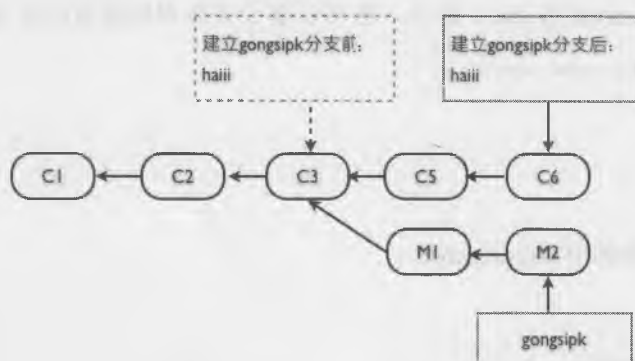 建立gongsipk分支前：
haiii
建立gongsipk分支后：
haiii
C1
C2
C3
C5
C6
M1
M2
gongsipk